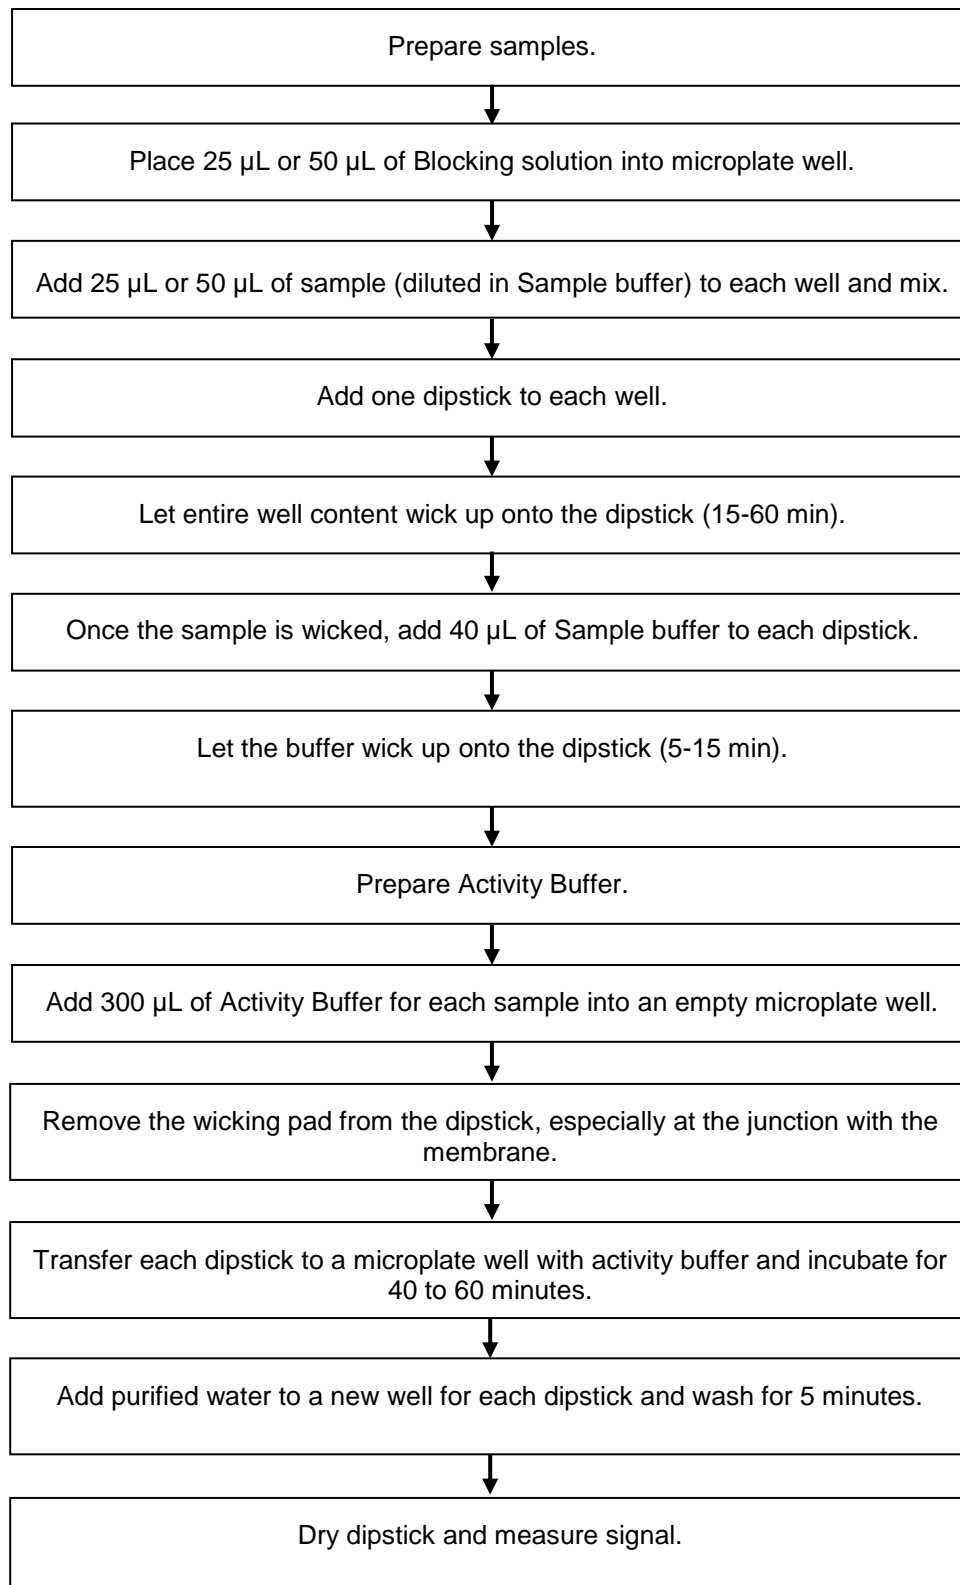 Prepare samples.
Place 25 µL or 50 µL of Blocking solution into microplate well.
Add 25 µL or 50 µL of sample (diluted in Sample buffer) to each well and mix.
Add one dipstick to each well.
Let entire well content wick up onto the dipstick (15-60 min).
Once the sample is wicked, add 40 µL of Sample buffer to each dipstick.
Let the buffer wick up onto the dipstick (5-15 min).
Prepare Activity Buffer.
Add 300 µL of Activity Buffer for each sample into an empty microplate well.
Remove the wicking pad from the dipstick, especially at the junction with the
membrane.
Transfer each dipstick to a microplate well with activity buffer and incubate for
40 to 60 minutes.
Add purified water to a new well for each dipstick and wash for 5 minutes.
Dry dipstick and measure signal.